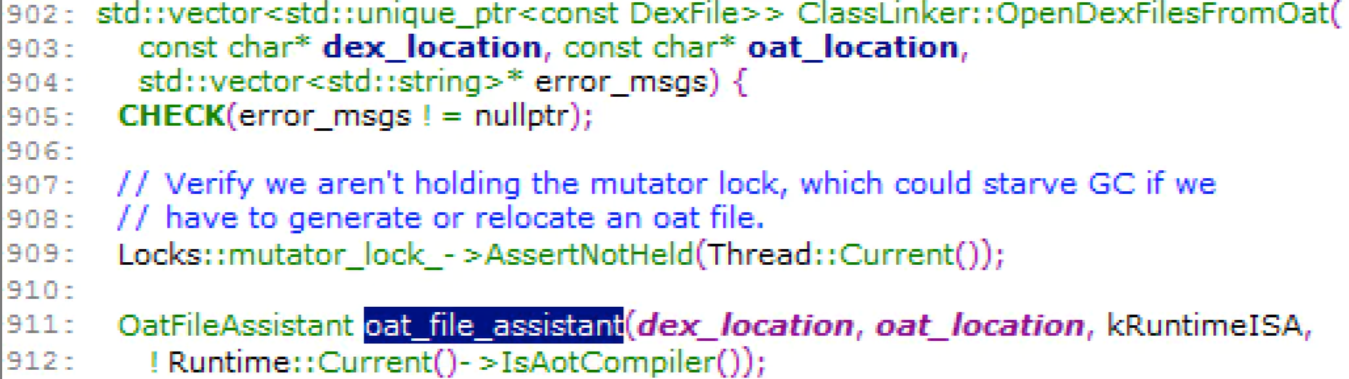 902: std::vector<std::unique_ptr<const DexFile>> ClassLinker::OpenDexFilesFromOat(
903: const char* dex_location, const char* oat_location,
904: std::vector<std::string>* error_msgs) {
905: CHECK(error_msgs != nullptr);
906:
907: // Verify we aren't holding the mutator lock, which could starve GC if we
908: // have to generate or relocate an oat file.
909: Locks::mutator_lock_->AssertNotHeld(Thread::Current());
910:
911: OatFileAssistant oat_file_assistant(dex_location, oat_location, kRuntimeISA,
912: !Runtime::Current()->IsAotCompiler());